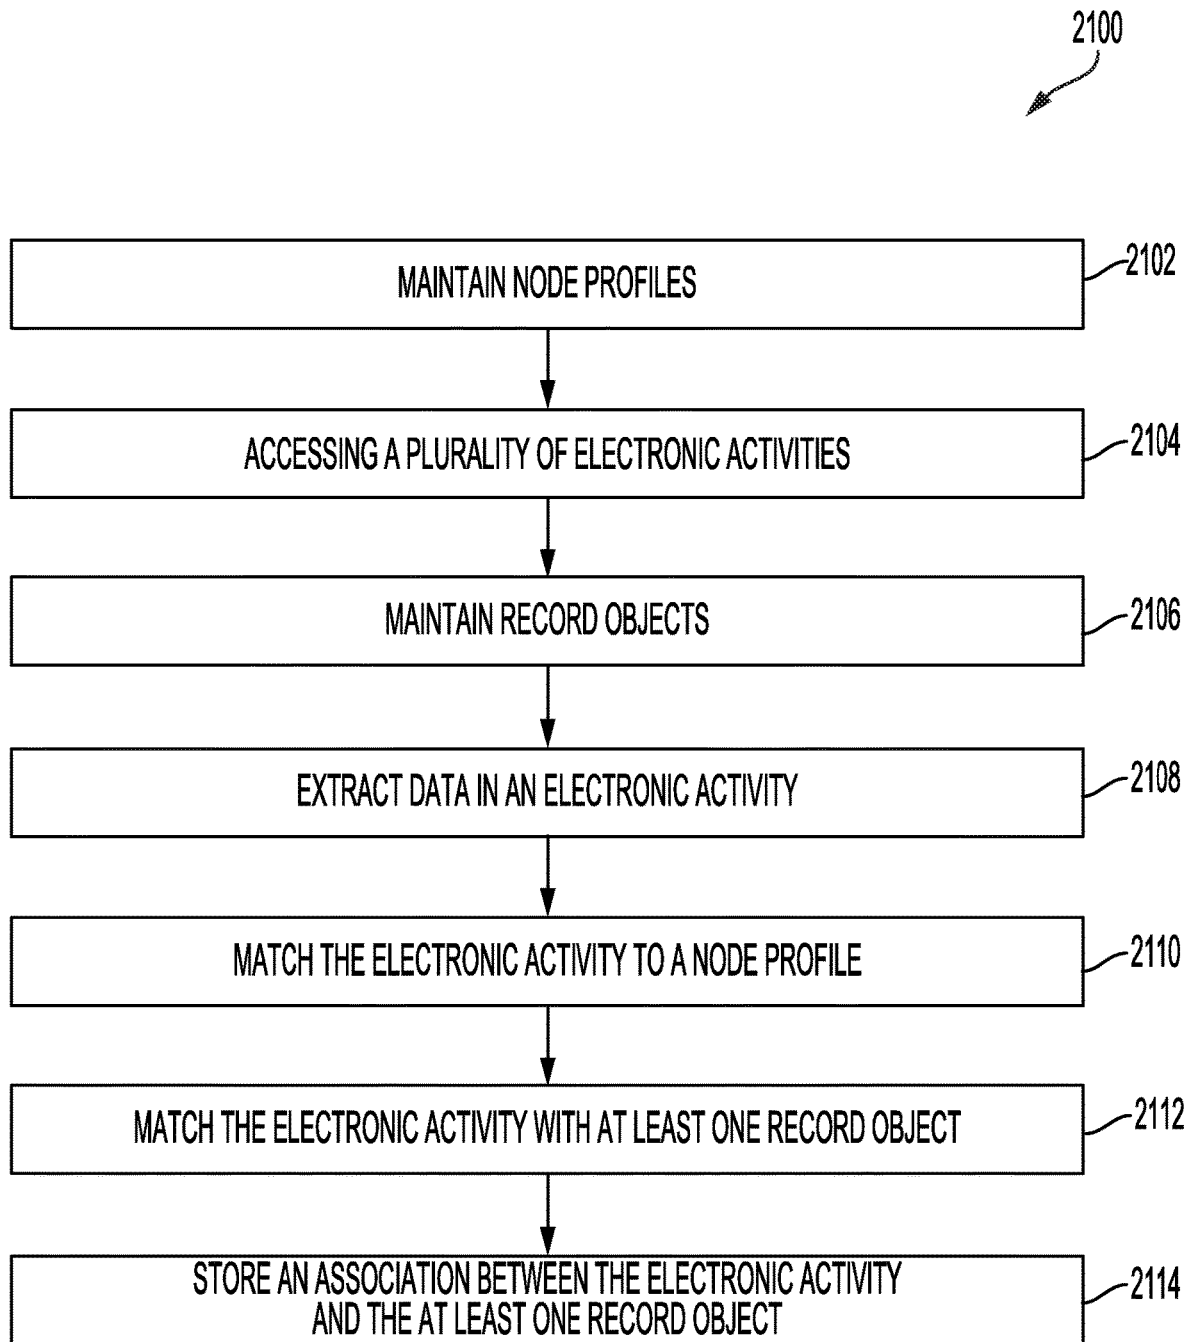 2100
MAINTAIN NODE PROFILES
2102
ACCESSING A PLURALITY OF ELECTRONIC ACTIVITIES
2104
MAINTAIN RECORD OBJECTS
2106
EXTRACT DATA IN AN ELECTRONIC ACTIVITY
2108
MATCH THE ELECTRONIC ACTIVITY TO A NODE PROFILE
2110
MATCH THE ELECTRONIC ACTIVITY WITH AT LEAST ONE RECORD OBJECT
2112
STORE AN ASSOCIATION BETWEEN THE ELECTRONIC ACTIVITY
AND THE AT LEAST ONE RECORD OBJECT
2114